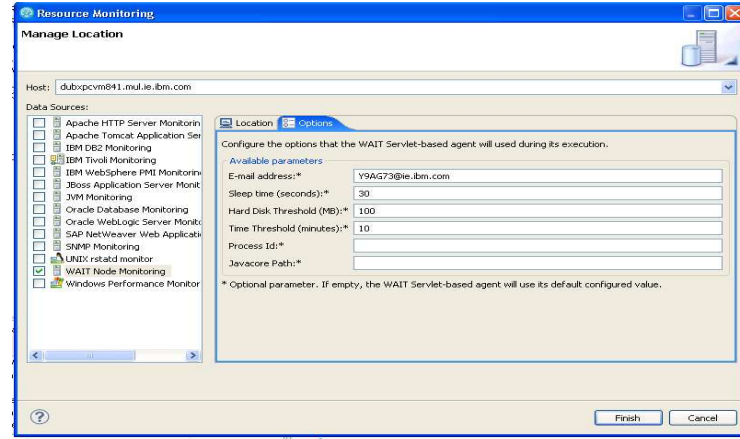 Resource Monitoring
Manage Location
Host: dubxpcvm841.mul.ie.ibm.com
Data Sources:
Apache HTTP Server Monitorin
Apache Tomcat Application Ser
IBM DB2 Monitoring
IBM Tivoli Monitoring
IBM WebSphere PMI Monitorin
JBoss Application Server Monit
JVM Monitoring
Oracle Database Monitoring
Oracle WebLogic Server Monito
SAP NetWeaver Web Applicati
SNMP Monitoring
UNIX rstatd monitor
WAIT Node Monitoring
Windows Performance Monitor
Location Options
Configure the options that the WAIT Servlet-based agent will used during its execution.
Available parameters
E-mail address:* Y9AG73@ie.ibm.com
Sleep time (seconds):* 30
Hard Disk Threshold (MB):* 100
Time Threshold (minutes):* 10
Process Id:*
Javacore Path:*
* Optional parameter. If empty, the WAIT Servlet-based agent will use its default configured value.
Finish Cancel